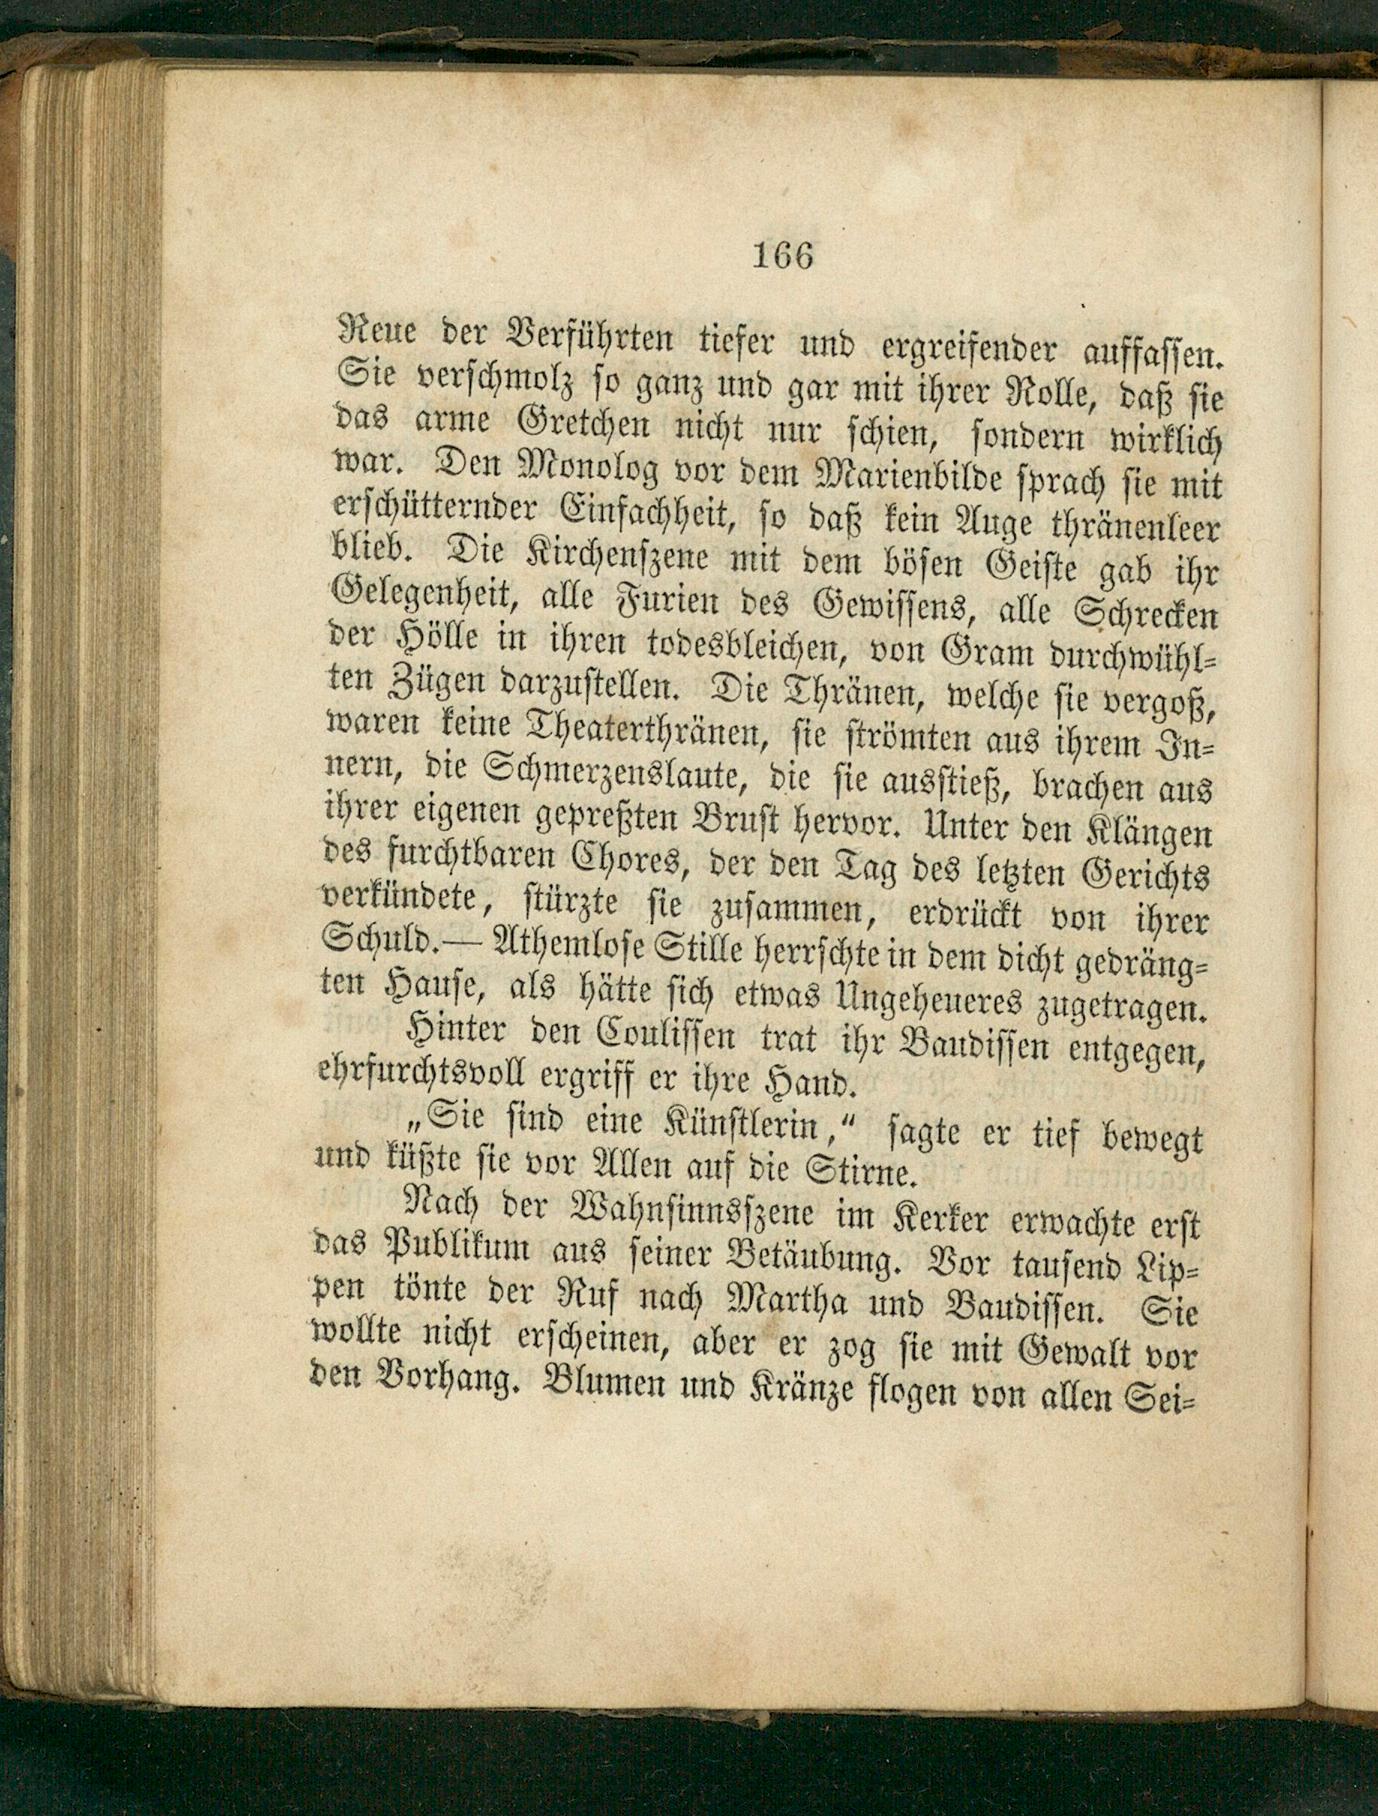 166
Reue der Verführten tiefer und ergreifender auffassen.
Sie verschmolz so ganz und gar mit ihrer Rolle, daß sie
das arme Gretchen nicht nur schien, sondern wirklich
war. Den Monolog vor dem Marienbilde sprach sie mit
erschütternder Einfachheit, so daß kein Auge thränenleer
blieb. Die Kirchenszene mit dem bösen Geiste gab ihr
Gelegenheit, alle Furien des Gewissens, alle Schrecken
der Hölle in ihren todesbleichen, von Gram durchwühl-
ten Zügen darzustellen. Die Thränen, welche sie vergoß,
waren keine Theaterthränen, sie strömten aus ihrem In-
nern, die Schmerzenslaute, die sie ausstieß, brachen aus
ihrer eigenen gepreßten Brust hervor. Unter den Klängen
des furchtbaren Chores, der den Tag des letzten Gerichts
verkündete, stürzte sie zusammen, erdrückt von ihrer
Schuld.— Athemlose Stille herrschte in dem dicht gedräng-
ten Hause, als hätte sich etwas Ungeheueres zugetragen.
Hinter den Coulissen trat ihr Baudissen entgegen,
ehrfurchtsvoll ergriff er ihre Hand.
„Sie sind eine Künstlerin,“ sagte er tief bewegt
und küßte sie vor Allen auf die Stirne.
Nach der Wahnsinnsszene im Kerker erwachte erst
das Publikum aus seiner Betäubung. Vor tausend Lip-
pen tönte der Ruf nach Martha und Baudissen. Sie
wollte nicht erscheinen, aber er zog sie mit Gewalt vor
den Vorhang. Blumen und Kränze flogen von allen Sei-